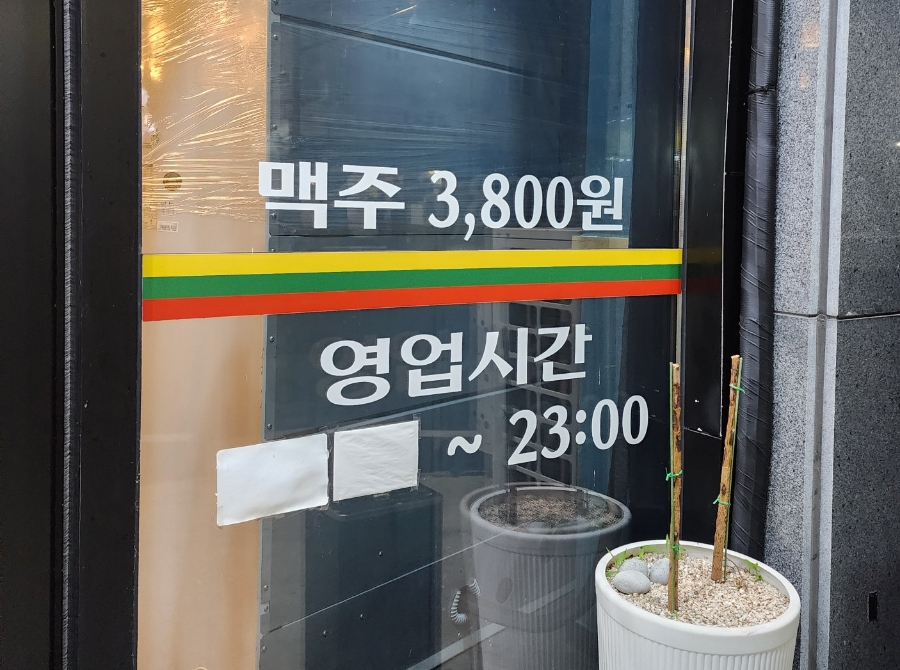 맥주 3,800원
영업시간
~ 23:00